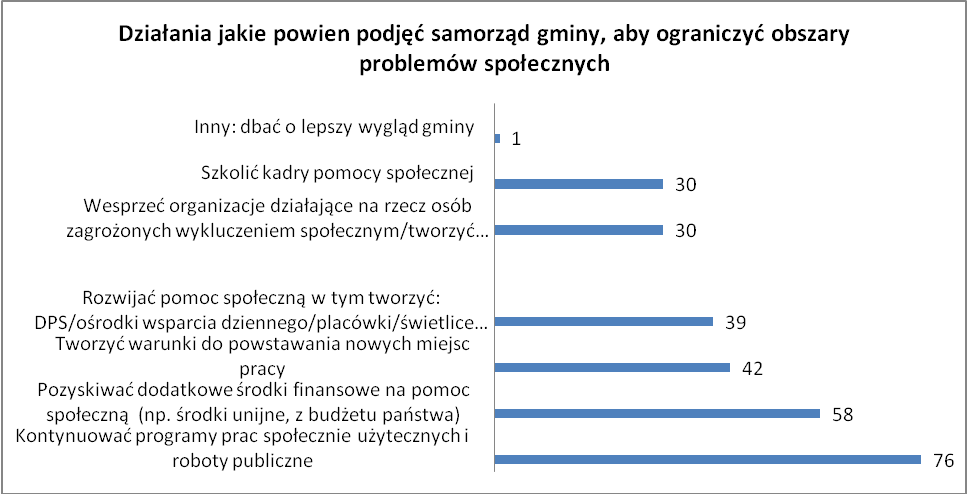 Działania jakie powien podjęć samorząd gminy, aby ograniczyć obszary
problemów społecznych
Inny: dbać o lepszy wygląd gminy
1
Szkolić kadry pomocy społecznej
30
Wesprzeć organizacje działające na rzecz osób
zagrożonych wykluczeniem społecznym/tworzyć...
30
Rozwijać pomoc społeczną w tym tworzyć:
DPS/ośrodki wsparcia dziennego/placówki/świetlice...
39
Tworzyć warunki do powstawania nowych miejsc
pracy
42
Pozyskiwać dodatkowe środki finansowe na pomoc
społeczną (np. środki unijne, z budżetu państwa)
58
Kontynuować programy prac społecznie użytecznych i
roboty publiczne
76